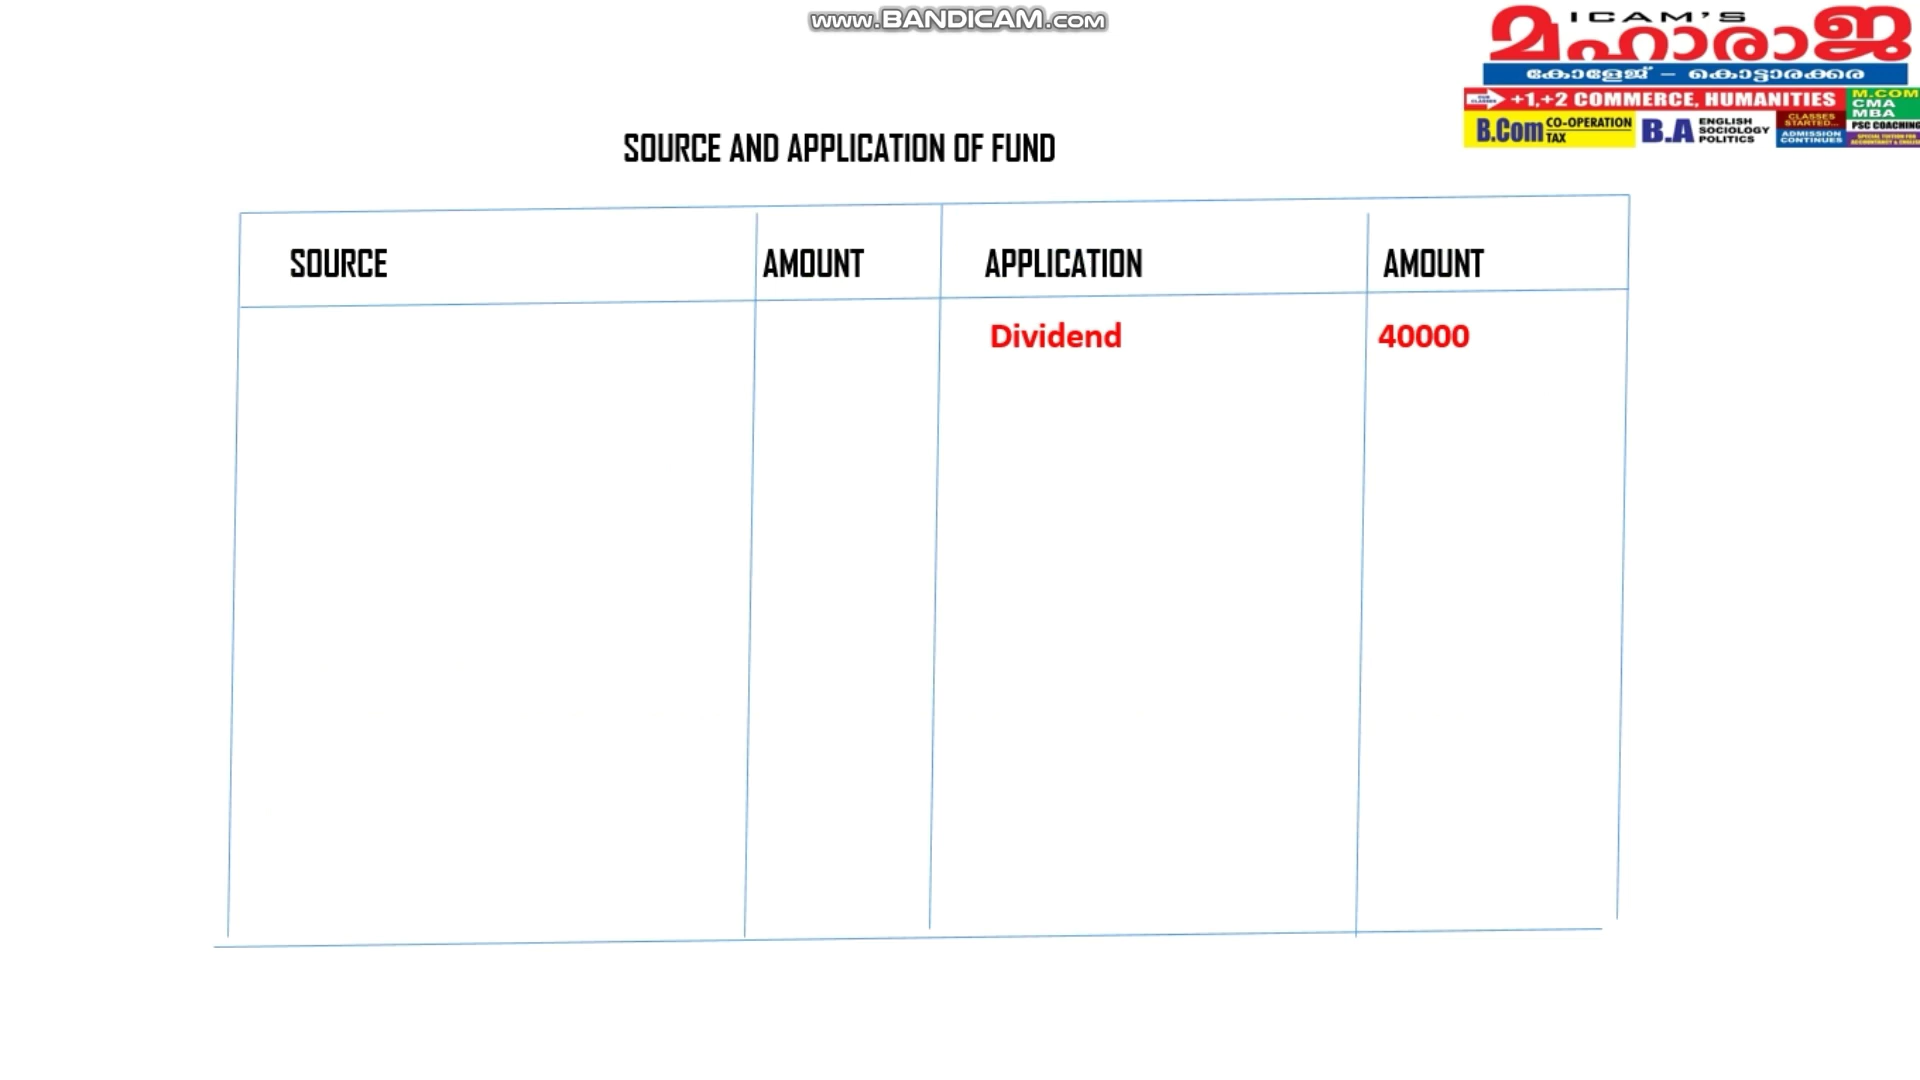 www.BANDICAM.com
ICAM'S
മഹാരാജ
കോളേജ് – കൊട്ടാരക്കര
OUR CLASSES +1,+2 COMMERCE, HUMANITIES
M.COM
CMA
MBA
B.Com CO-OPERATION
TAX
B.A ENGLISH
SOCIOLOGY
POLITICS
CLASSES
STARTED...
ADMISSION
CONTINUES
PSC COACHING
SOURCE AND APPLICATION OF FUND
SOURCE AMOUNT APPLICATION AMOUNT
Dividend 40000